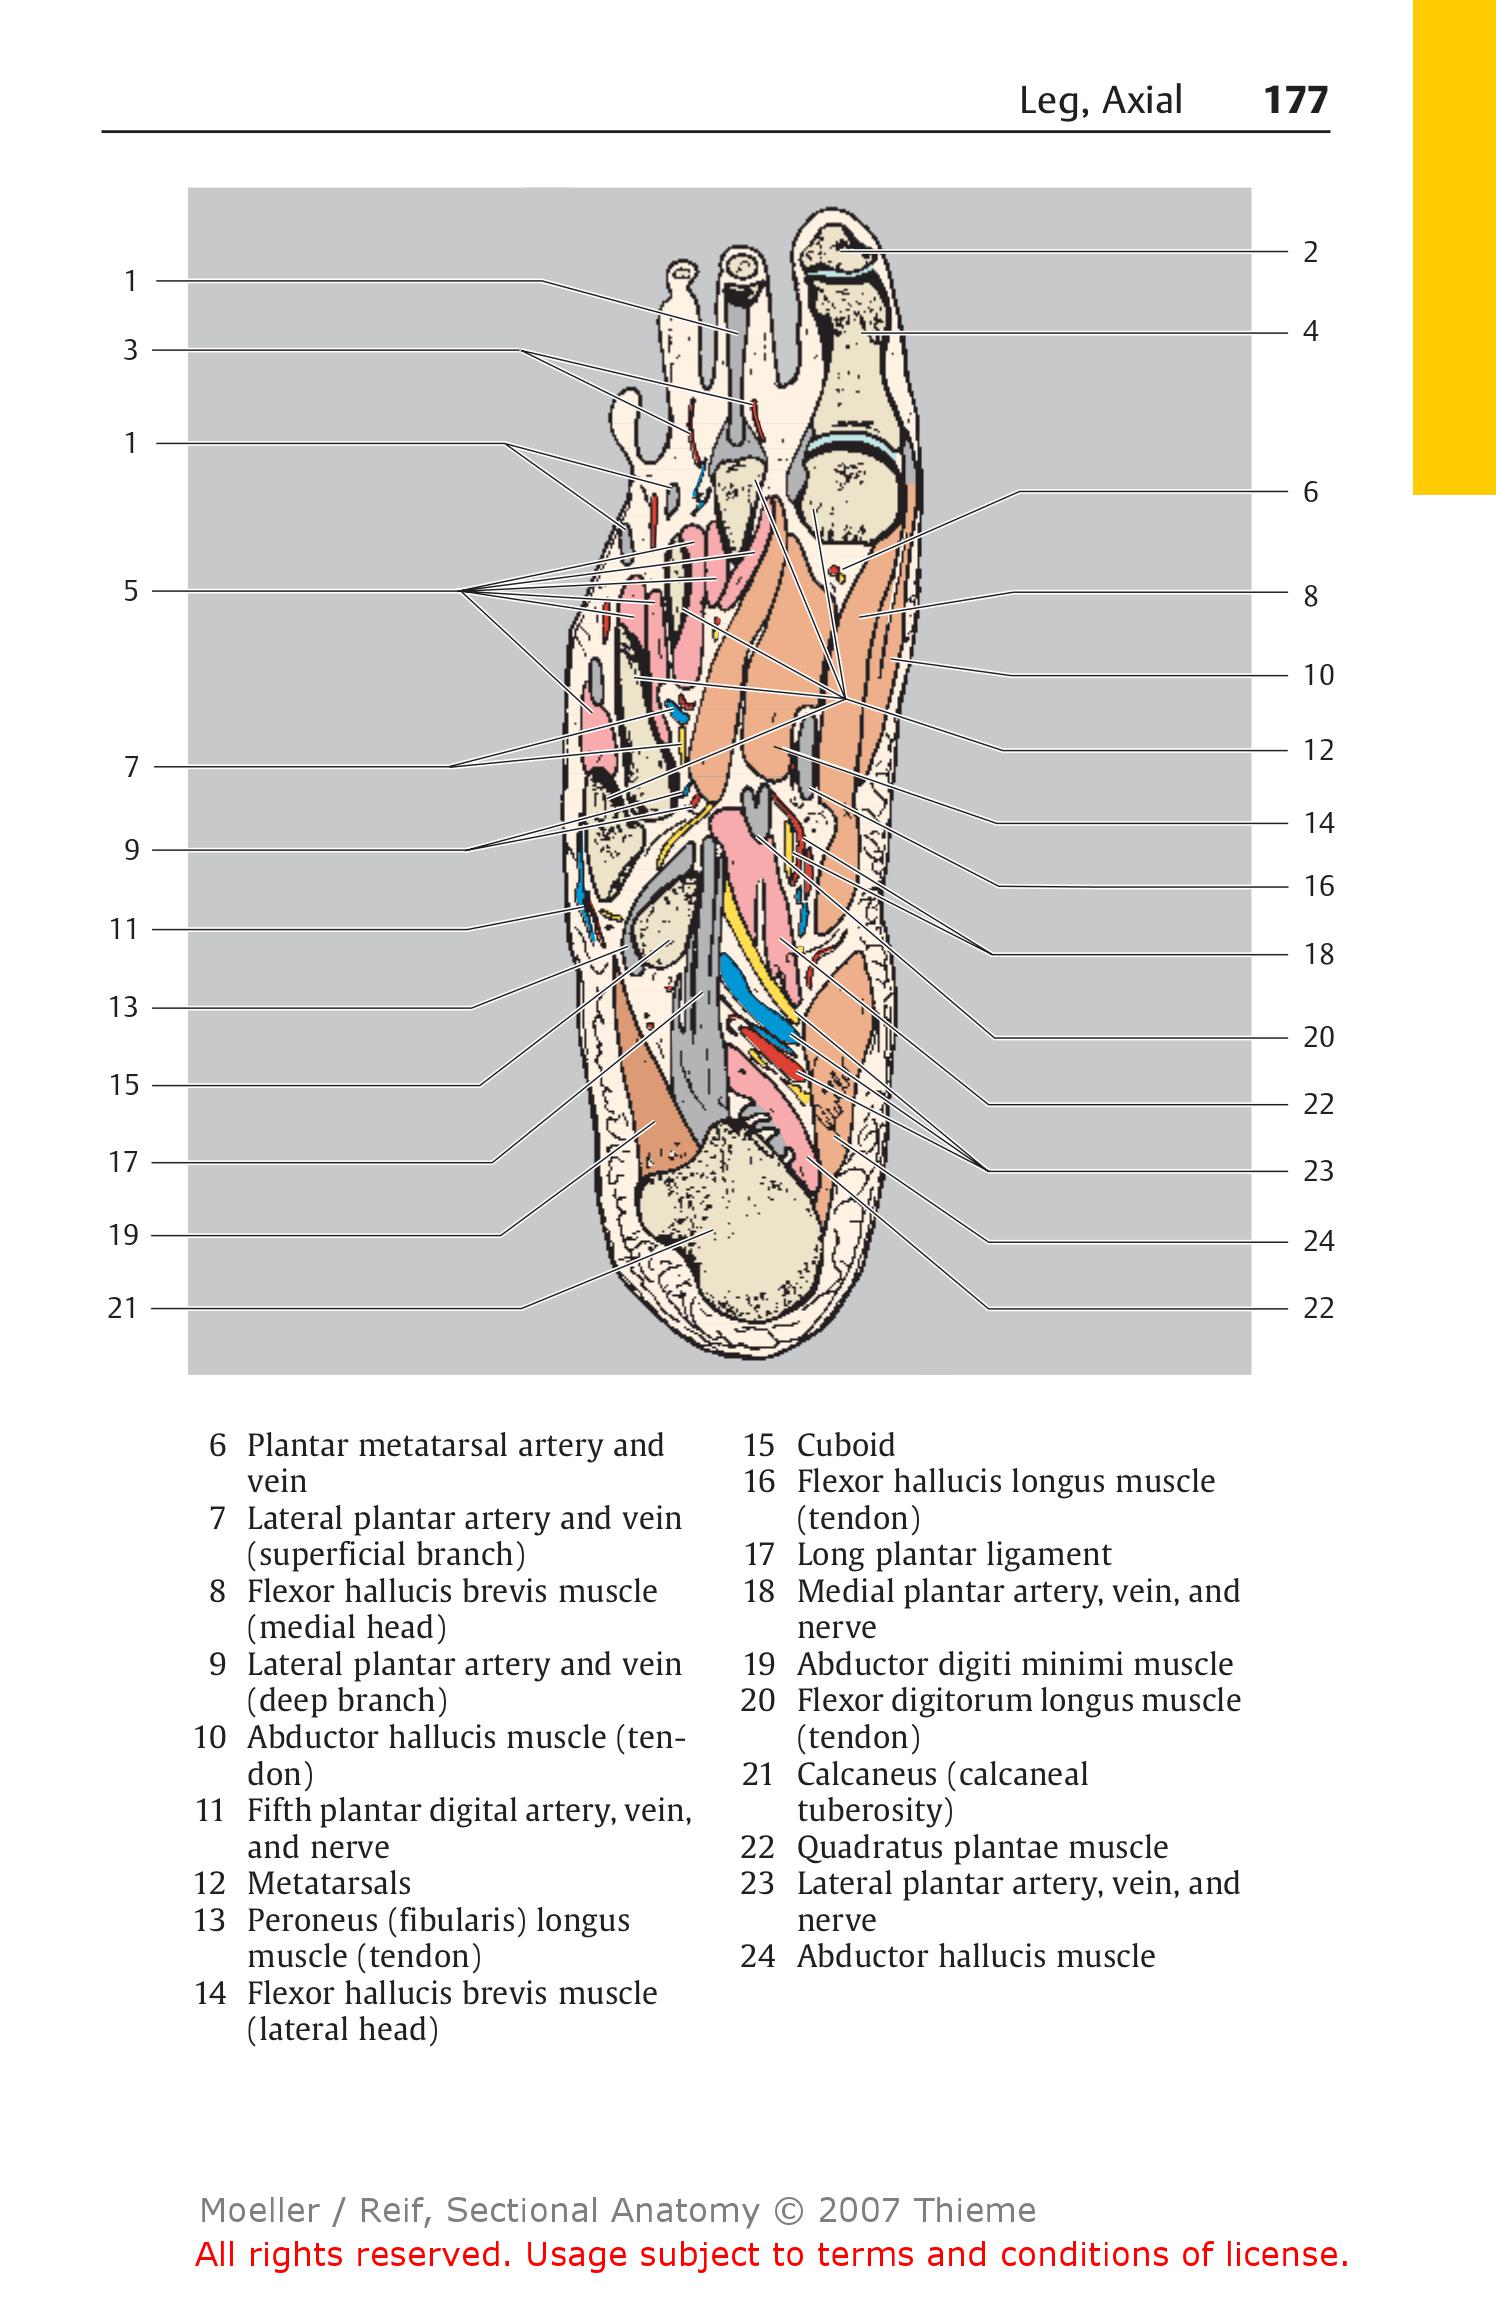 Leg, Axial 177
1
3
1
5
7
9
11
13
15
17
19
21
2
4
6
8
10
12
14
16
18
20
22
23
24
22
6 Plantar metatarsal artery and
vein
7 Lateral plantar artery and vein
(superficial branch)
8 Flexor hallucis brevis muscle
(medial head)
9 Lateral plantar artery and vein
(deep branch)
10 Abductor hallucis muscle (ten-
don)
11 Fifth plantar digital artery, vein,
and nerve
12 Metatarsals
13 Peroneus (fibularis) longus
muscle (tendon)
14 Flexor hallucis brevis muscle
(lateral head)
15 Cuboid
16 Flexor hallucis longus muscle
(tendon)
17 Long plantar ligament
18 Medial plantar artery, vein, and
nerve
19 Abductor digiti minimi muscle
20 Flexor digitorum longus muscle
(tendon)
21 Calcaneus (calcaneal
tuberosity)
22 Quadratus plantae muscle
23 Lateral plantar artery, vein, and
nerve
24 Abductor hallucis muscle
Moeller / Reif, Sectional Anatomy © 2007 Thieme
All rights reserved. Usage subject to terms and conditions of license.